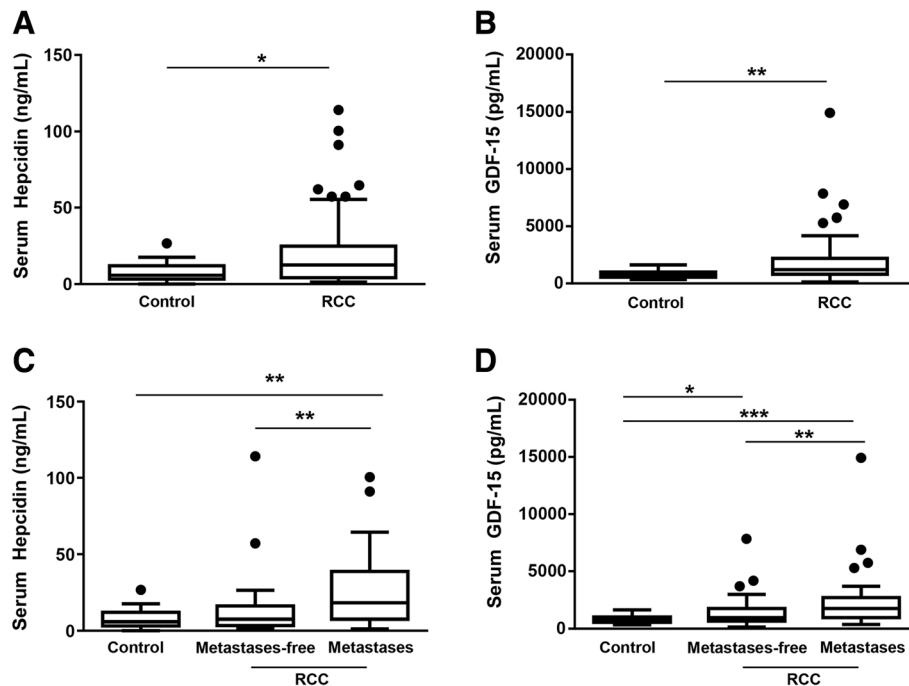 A
Serum Hepcidin (ng/mL)
150
100
50
0
*
Control
RCC
B
Serum GDF-15 (pg/mL)
20000
15000
10000
5000
0
**
Control
RCC
C
Serum Hepcidin (ng/mL)
150
100
50
0
**
**
Control
Metastases-free
Metastases
RCC
D
Serum GDF-15 (pg/mL)
20000
15000
10000
5000
0
*
***
**
Control
Metastases-free
Metastases
RCC